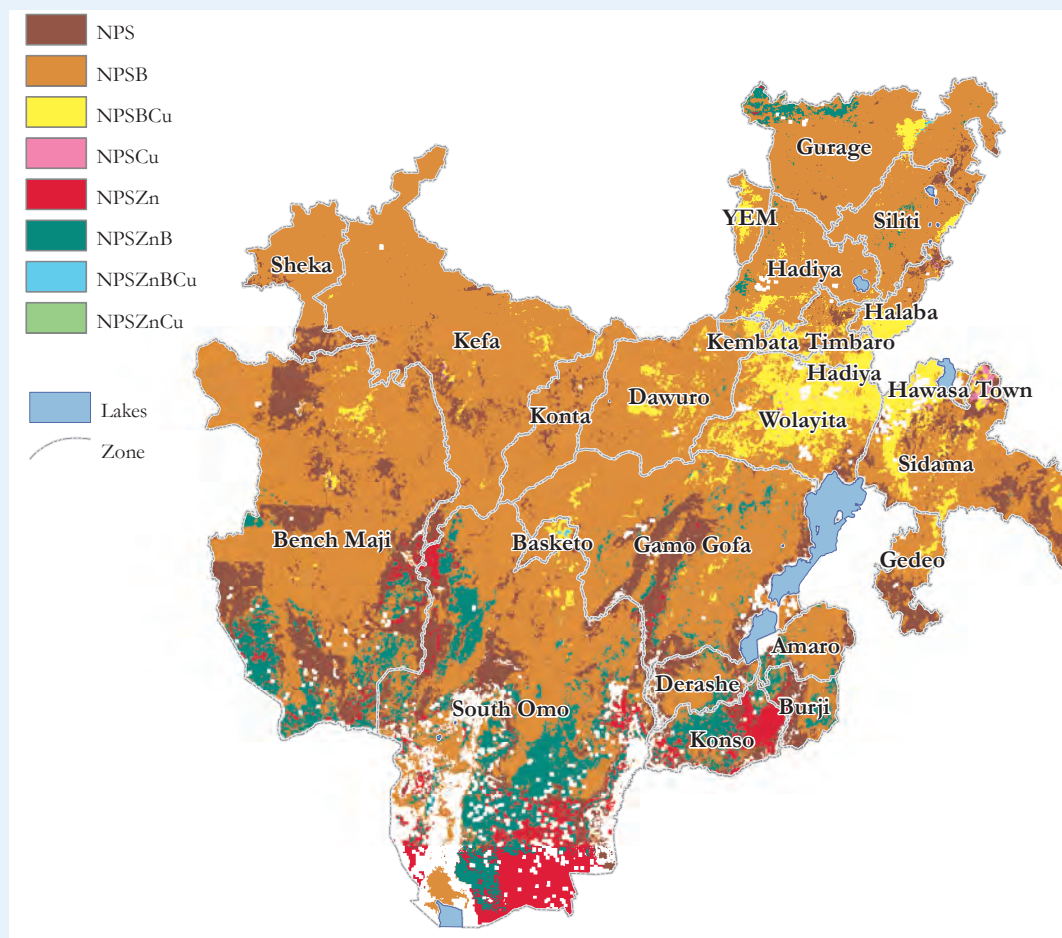 NPS
NPSB
NPSBCu
NPSCu
NPSZn
NPSZnB
NPSZnBCu
NPSZnCu
Lakes
Zone
Gurage
YEM
Siliti
Sheka
Hadiya
Halaba
Kefa
Kembata Timbaro
Hadiya
Hawasa Town
Dawuro
Konta
Wolayita
Sidama
Bench Maji
Basketo
Gamo Gofa
Gedeo
Amaro
Derashe
Burji
South Omo
Konso